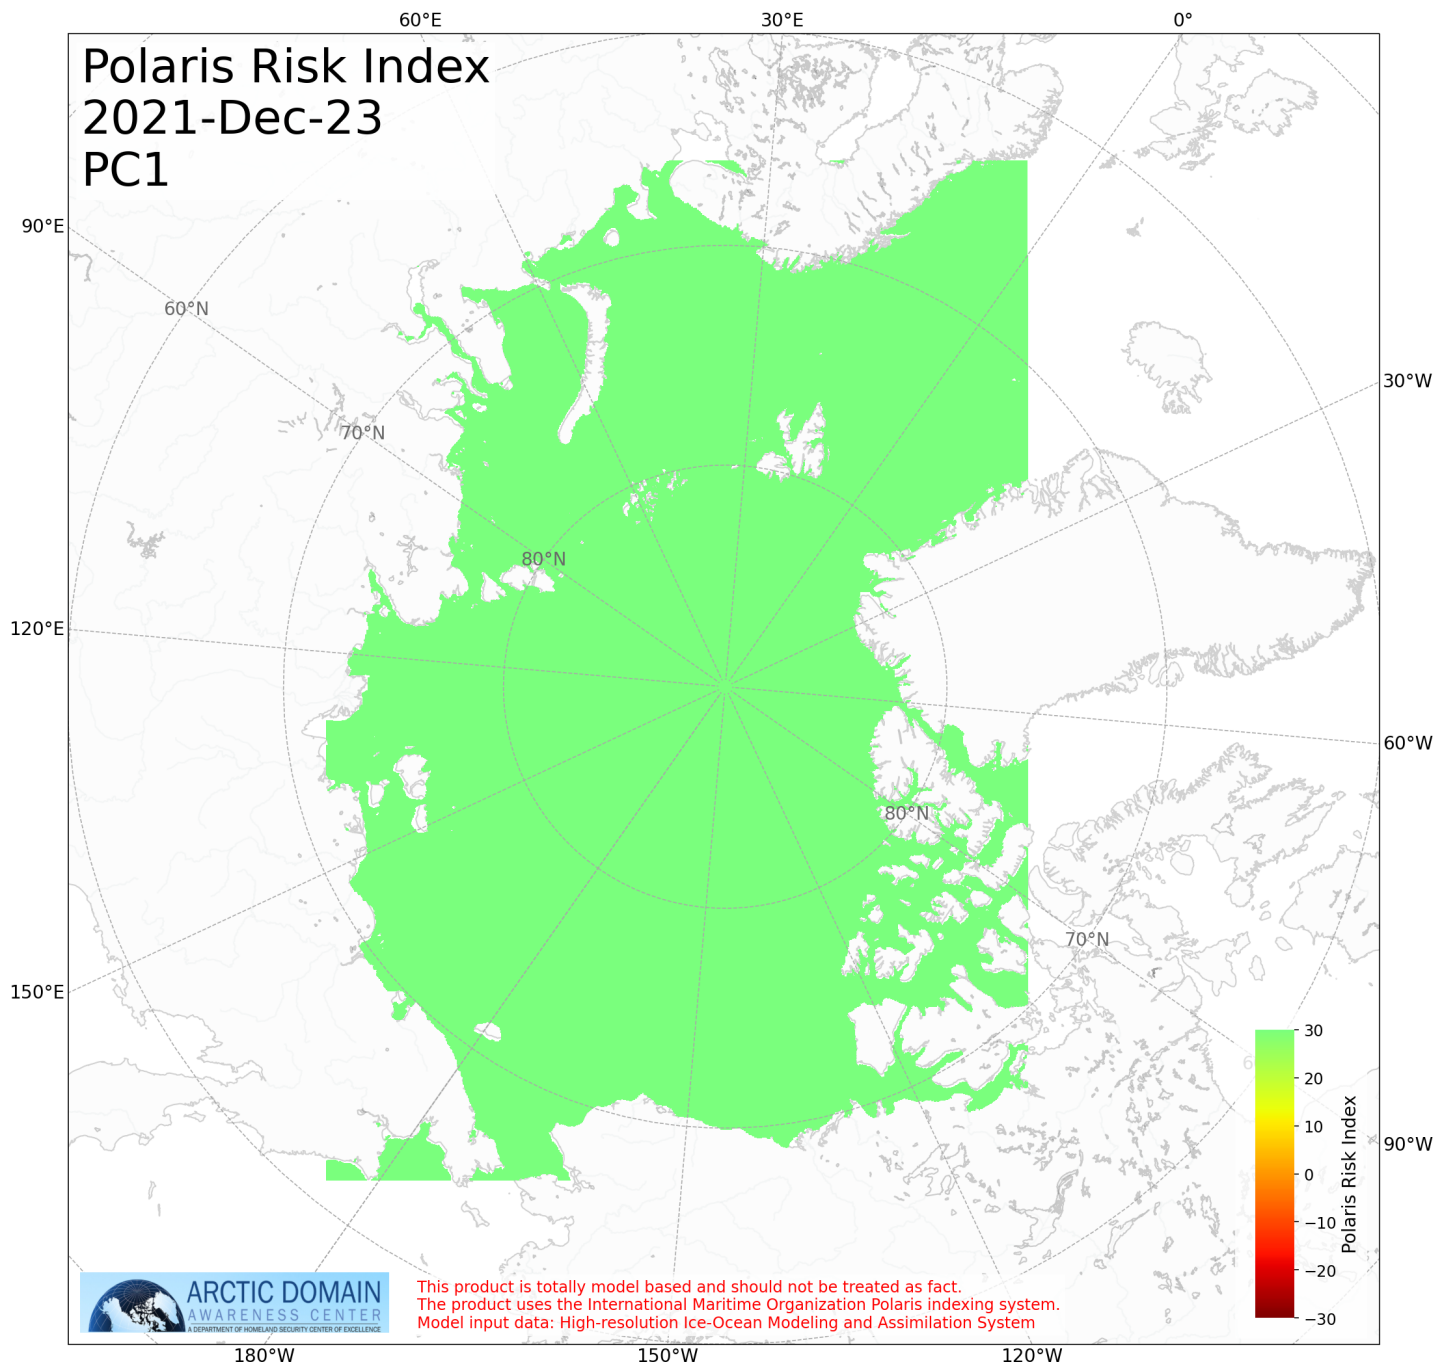 60°E
30°E
0°
Polaris Risk Index
2021-Dec-23
PC1
90°E
60°N
30°W
70°N
80°N
120°E
60°W
80°N
70°N
150°E
30
20
10
0
−10
−20
−30
Polaris Risk Index
90°W
ARCTIC DOMAIN
AWARENESS CENTER
A DEPARTMENT OF HOMELAND SECURITY CENTER OF EXCELLENCE
This product is totally model based and should not be treated as fact.
The product uses the International Maritime Organization Polaris indexing system.
Model input data: High-resolution Ice-Ocean Modeling and Assimilation System
180°W
150°W
120°W